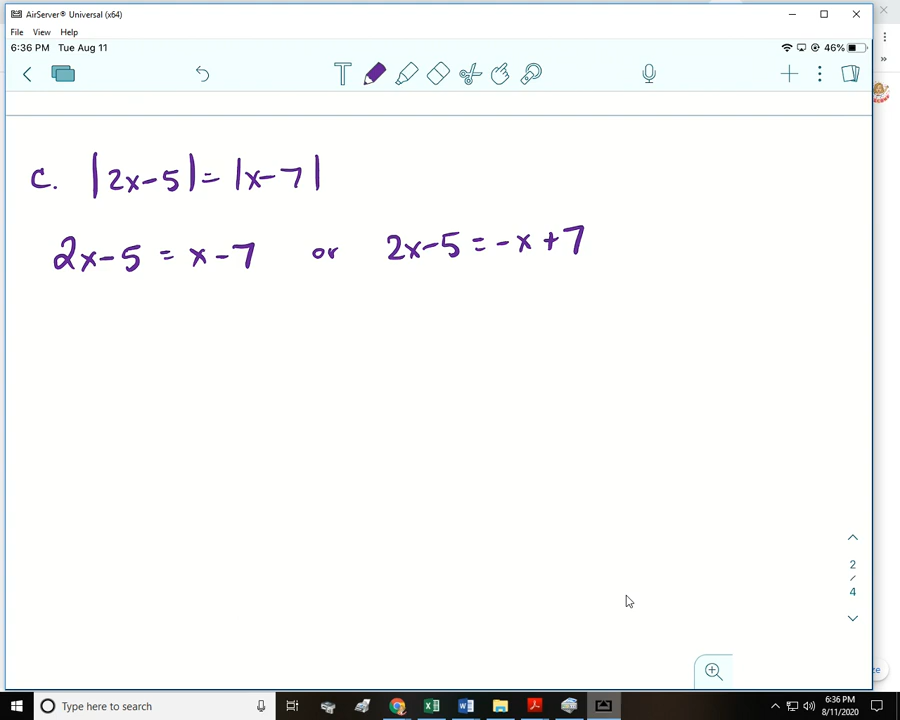 AirServer® Universal (x64)
File View Help
6:36 PM Tue Aug 11 46%
T
c. |2x-5| = |x-7|
2x-5 = x-7 or 2x-5 = -x+7
2
/
4
Type here to search
6:36 PM
8/11/2020